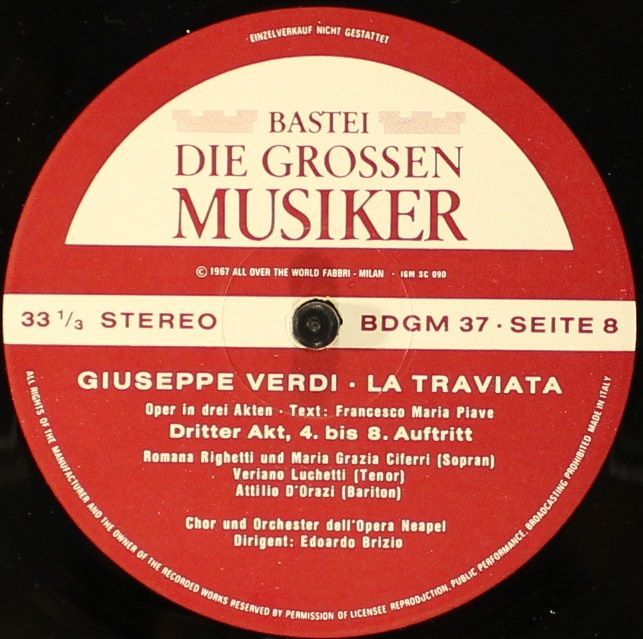 EINZELVERKAUF NICHT GESTATTET
BASTEI
DIE GROSSEN
MUSIKER
© 1967 ALL OVER THE WORLD FABBRI - MILAN · IGM SC 090
33 1/3 STEREO
BDGM 37 · SEITE 8
GIUSEPPE VERDI · LA TRAVIATA
Oper in drei Akten · Text: Francesco Maria Piave
Dritter Akt, 4. bis 8. Auftritt
Romana Righetti und Maria Grazia Ciferri (Sopran)
Veriano Luchetti (Tenor)
Attilio D'Orazi (Bariton)
Chor und Orchester dell'Opera Neapel
Dirigent: Edoardo Brizio
ALL RIGHTS OF THE MANUFACTURER AND THE OWNER OF THE RECORDED WORKS RESERVED BY PERMISSION OF LICENSEE REPRODUCTION, PUBLIC PERFORMANCE, BROADCASTING PROHIBITED MADE IN ITALY